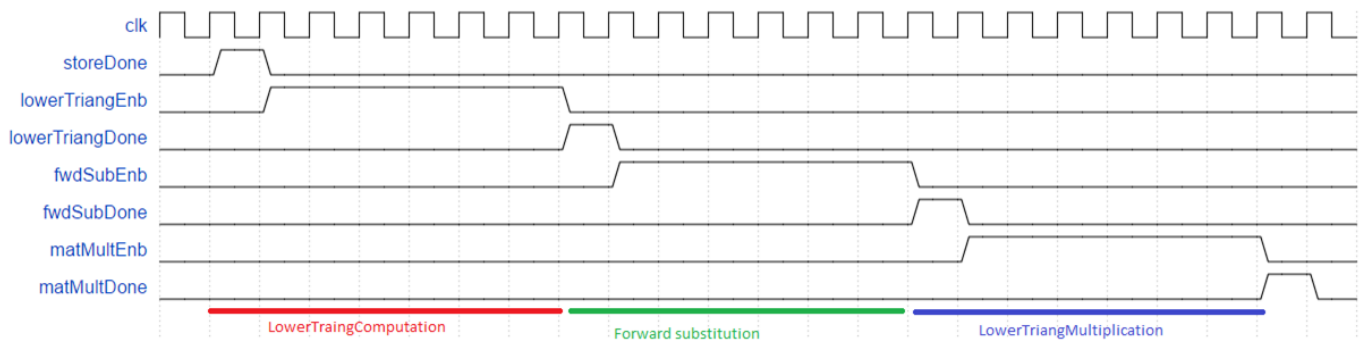 clk
storeDone
lowerTriangEnb
lowerTriangDone
fwdSubEnb
fwdSubDone
matMultEnb
matMultDone
LowerTraingComputation
Forward substitution
LowerTriangMultiplication